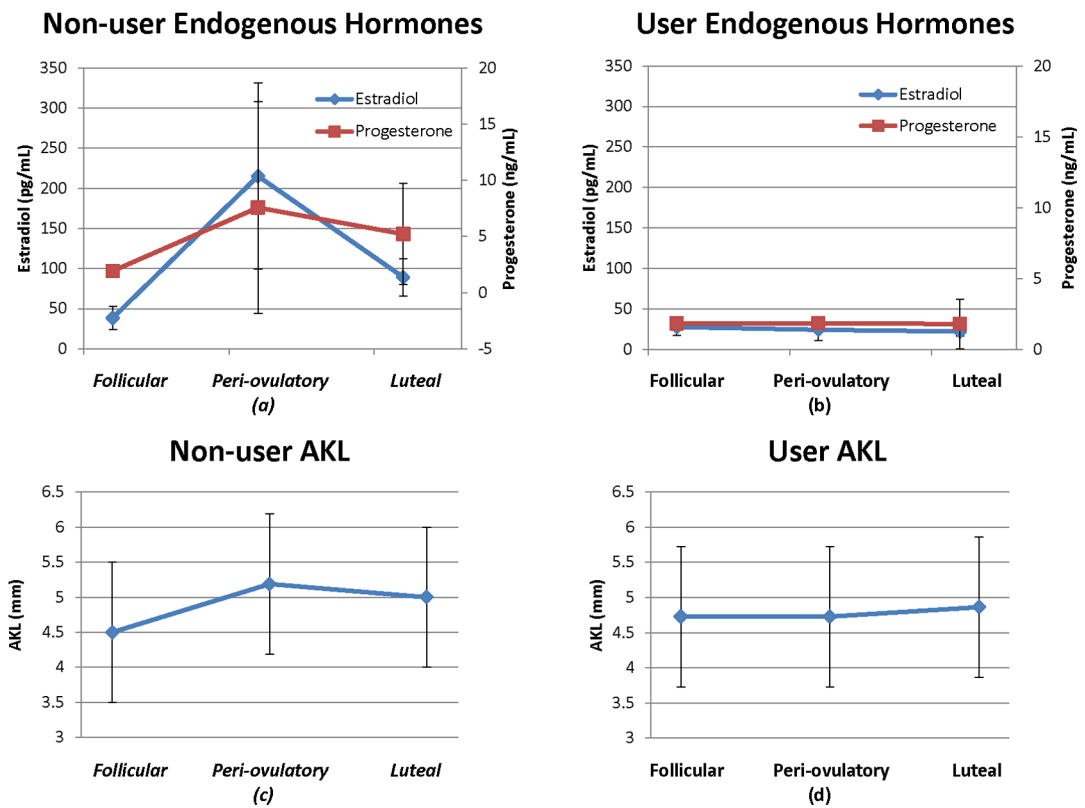 Non-user Endogenous Hormones
350
300
250
200
150
100
50
0
Estradiol (pg/mL)
Estradiol
Progesterone
20
15
10
5
0
-5
Progesterone (ng/mL)
Follicular Peri-ovulatory Luteal
(a)
User Endogenous Hormones
350
300
250
200
150
100
50
0
Estradiol (pg/mL)
Estradiol
Progesterone
20
15
10
5
0
Progesterone (ng/mL)
Follicular Peri-ovulatory Luteal
(b)
Non-user AKL
6.5
6
5.5
5
4.5
4
3.5
3
AKL (mm)
Follicular Peri-ovulatory Luteal
(c)
User AKL
6.5
6
5.5
5
4.5
4
3.5
3
AKL (mm)
Follicular Peri-ovulatory Luteal
(d)